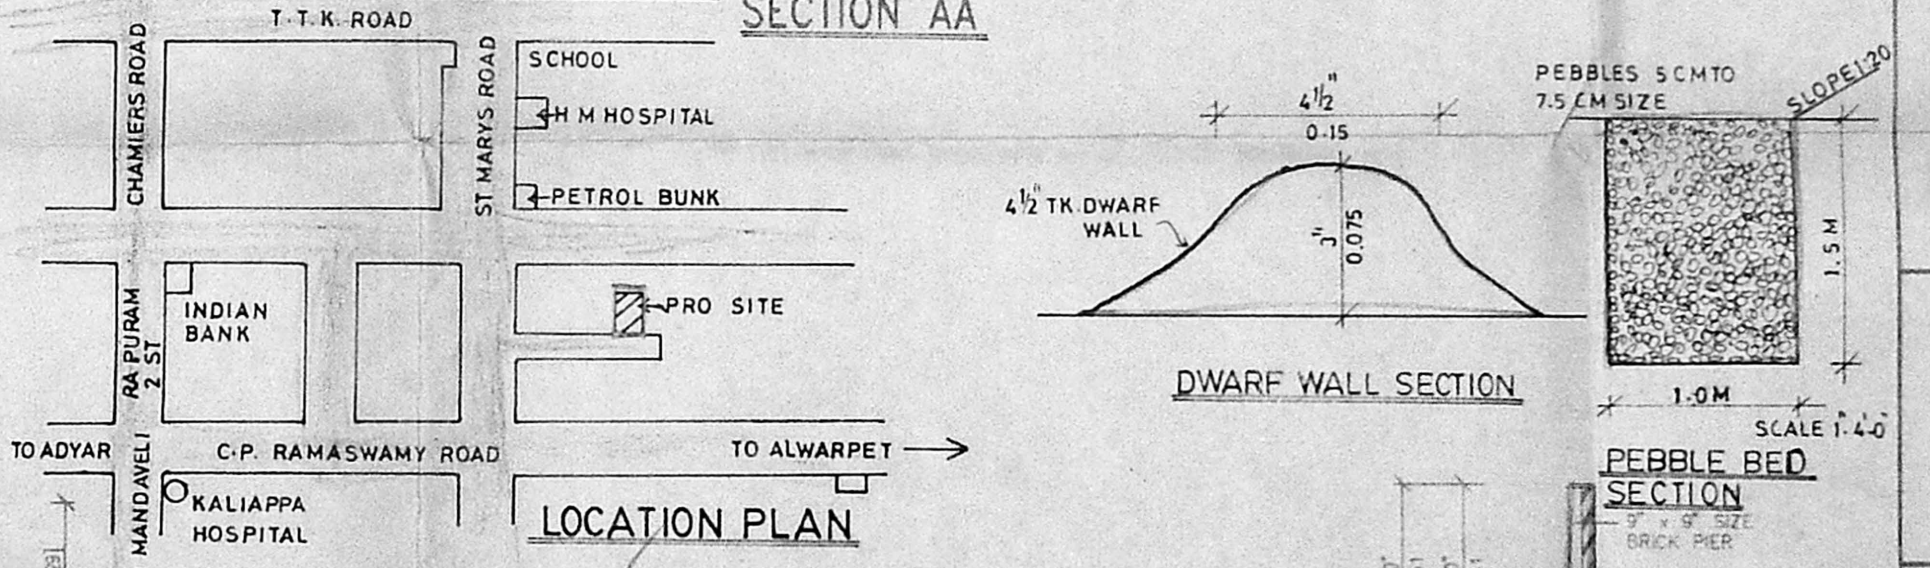 SECTION AA
T.T.K. ROAD
CHAMIERS ROAD
ST MARYS ROAD
SCHOOL
H M HOSPITAL
PETROL BUNK
INDIAN
BANK
RA PURAM
2 ST
PRO SITE
TO ADYAR
MANDAVELI
C.P. RAMASWAMY ROAD
TO ALWARPET
KALIAPPA
HOSPITAL
LOCATION PLAN
4½"
0.15
4½" TK. DWARF
WALL
3"
0.075
DWARF WALL SECTION
PEBBLES 5 CM TO
7.5 CM SIZE
SLOPE 1:20
1.5 M
1.0 M
SCALE 1"-4'-0"
PEBBLE BED
SECTION
9" x 9" SIZE
BRICK PIER